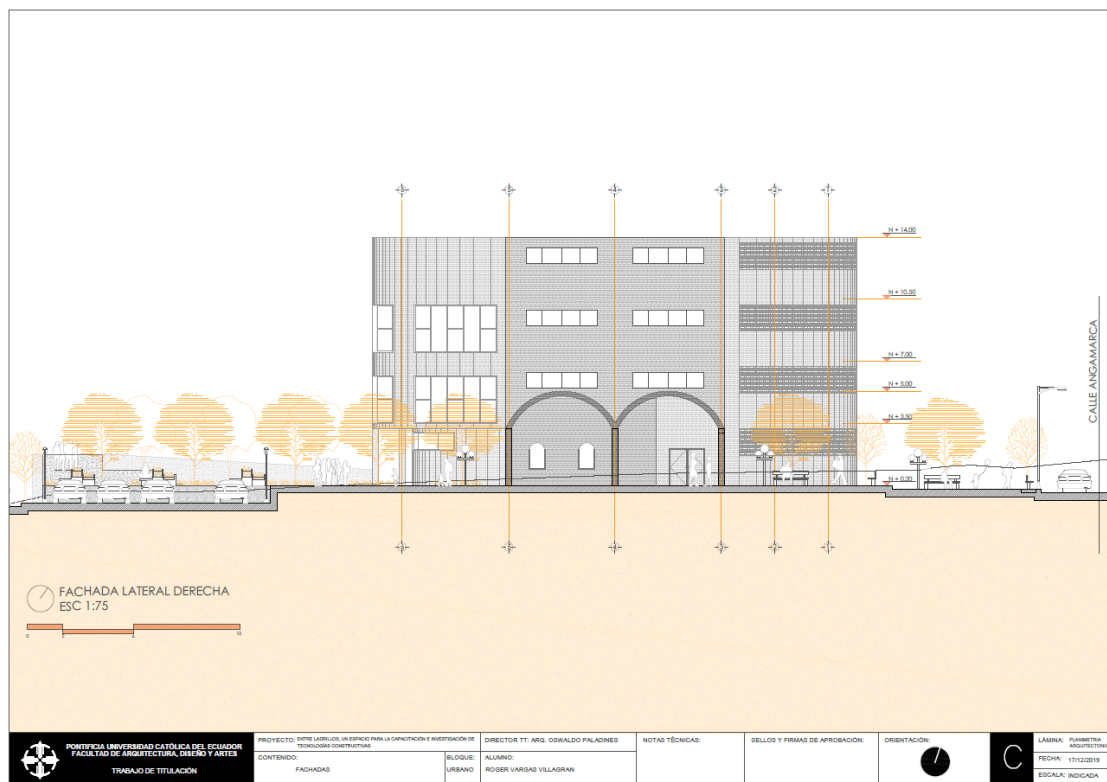 N + 14.00
N + 10.50
N + 7.00
N + 5.00
N + 3.50
N + 0.20
CALLE ANGAMARCA
FACHADA LATERAL DERECHA
ESC 1:75
PONTIFICIA UNIVERSIDAD CATÓLICA DEL ECUADOR
FACULTAD DE ARQUITECTURA, DISEÑO Y ARTES
TRABAJO DE TITULACIÓN
PROYECTO: ENTRE LADRILLOS, UN ESPACIO PARA LA CAPACITACIÓN E INVESTIGACIÓN DE
TECNOLOGÍAS CONSTRUCTIVAS
CONTENIDO:
FACHADAS
BLOQUE:
URBANO
DIRECTOR TT: ARQ. OSWALDO PALADINES
ALUMNO:
ROGER VARGAS VILLAGRAN
NOTAS TÉCNICAS:
SELLOS Y FIRMAS DE APROBACIÓN:
ORIENTACIÓN:
C
LÁMINA: PLANIMETRIA
ARQUITECTONI
FECHA: 17/12/2019
ESCALA: INDICADA